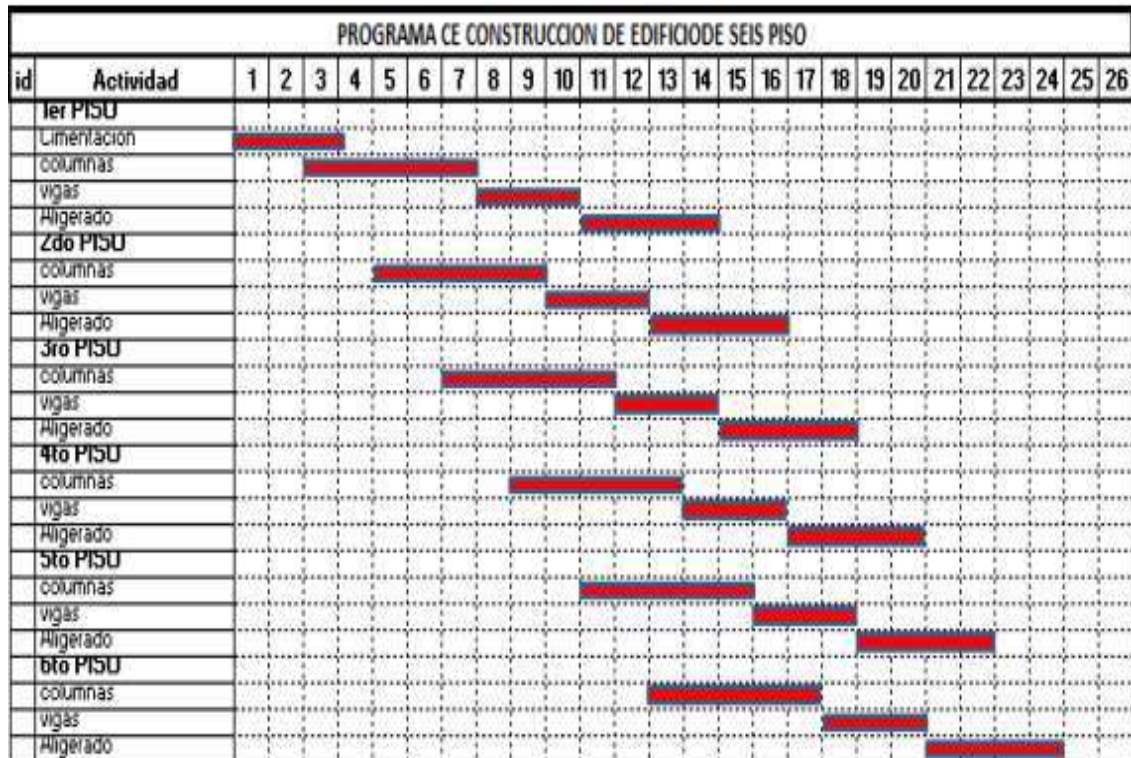 PROGRAMA CE CONSTRUCCION DE EDIFICIODE SEIS PISO
id Actividad 1 2 3 4 5 6 7 8 9 10 11 12 13 14 15 16 17 18 19 20 21 22 23 24 25 26
1er PISO
Cimentacion
columnas
vigas
Aligerado
2do PISO
columnas
vigas
Aligerado
3ro PISO
columnas
vigas
Aligerado
4to PISO
columnas
vigas
Aligerado
5to PISO
columnas
vigas
Aligerado
6to PISO
columnas
vigas
Aligerado